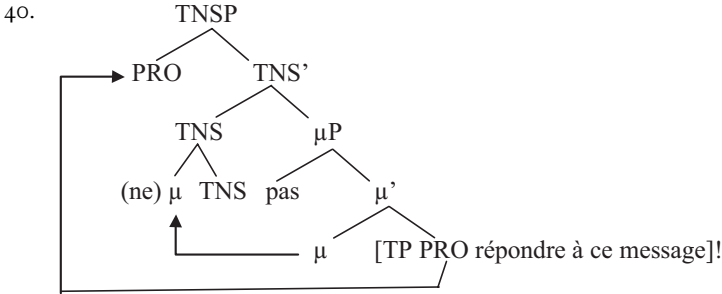 40. TNSP
PRO TNS’
TNS µP
(ne) µ TNS pas µ’
µ [TP PRO répondre à ce message]!